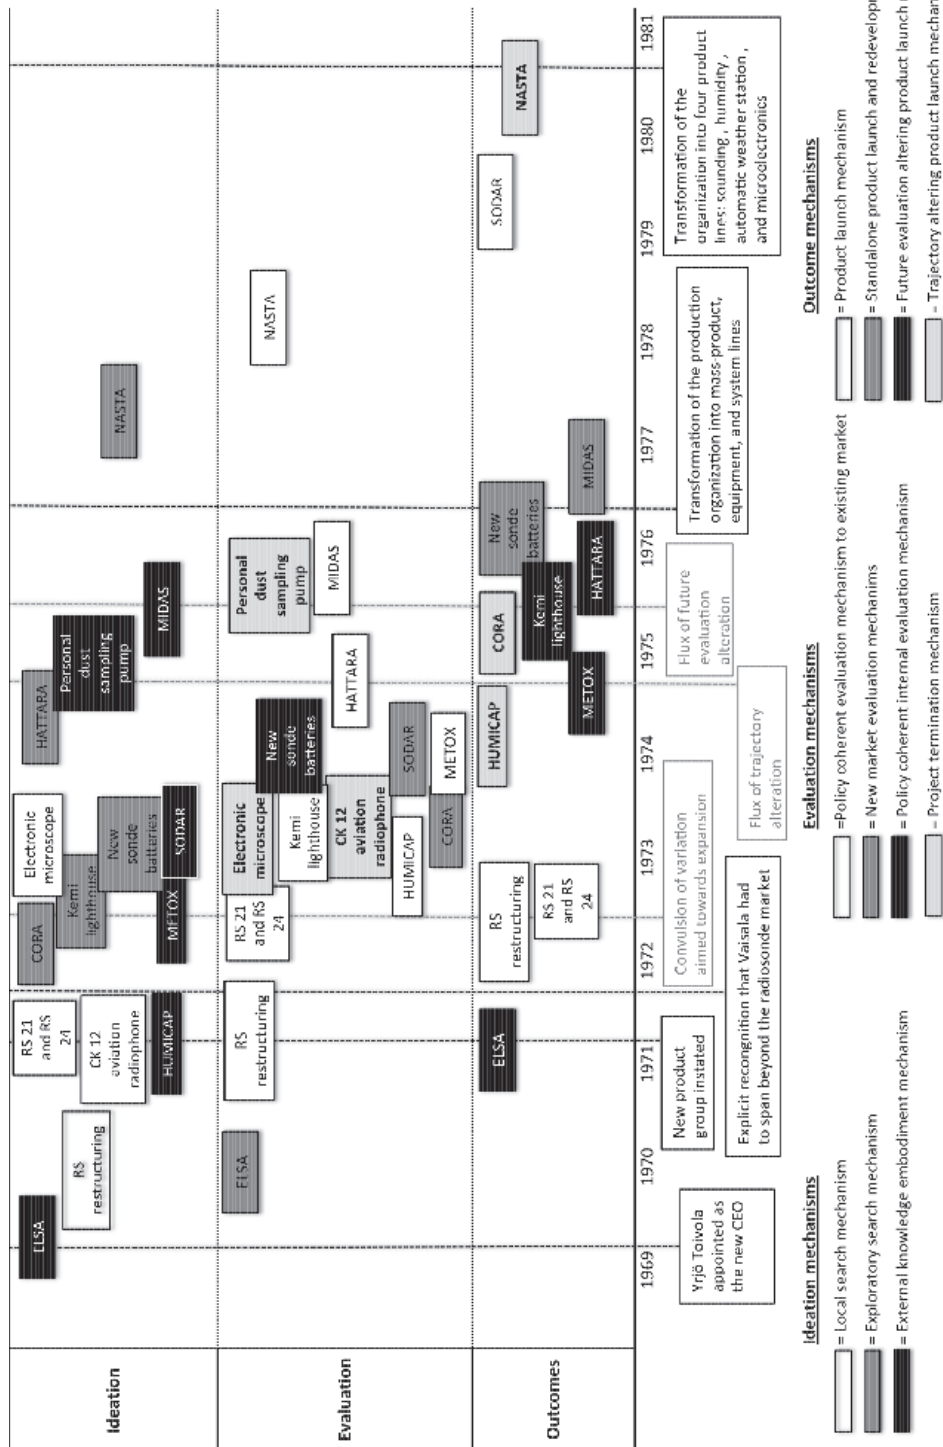 Ideation
ELSA
RS
restructuring
RS 21
and RS
24
CK 12
aviation
radiophone
HUMICAP
CORA
Kemi
lighthouse
METOX
Electronic
microscope
New
sonde
batteries
SODAR
HATTARA
Personal
dust
sampling
pump
MIDAS
NASTA
Evaluation
ELSA
RS
restructuring
RS 21
and RS
24
Electronic
microscope
Kemi
lighthouse
CK 12
aviation
radiophone
HUMICAP
New
sonde
batteries
CORA
SODAR
METOX
HATTARA
Personal
dust
sampling
pump
MIDAS
NASTA
Outcomes
ELSA
RS
restructuring
RS 21
and RS
24
HUMICAP
METOX
CORA
Kemi
lighthouse
HATTARA
New
sonde
batteries
MIDAS
SODAR
NASTA
1969
1970
1971
1972
1973
1974
1975
1976
1977
1978
1979
1980
1981
Yrjö Toivola
appointed as
the new CEO
New product
group instated
Explicit recongnition that Vaisala had
to span beyond the radiosonde market
Convulsion of variation
aimed towards expansion
Flux of trajectory
alteration
Flux of future
evaluation
alteration
Transformation of the production
organization into mass-product,
equipment, and system lines
Transformation of the
organization into four product
lines: sounding, humidity,
automatic weather station,
and microelectronics
Ideation mechanisms
= Local search mechanism
= Exploratory search mechanism
= External knowledge embodiment mechanism
Evaluation mechanisms
=Policy coherent evaluation mechanism to existing market
= New market evaluation mechanims
= Policy coherent internal evaluation mechanism
= Project termination mechanism
Outcome mechanisms
= Product launch mechanism
= Standalone product launch and
= Future evaluation altering product launch
= Trajectory altering product launch